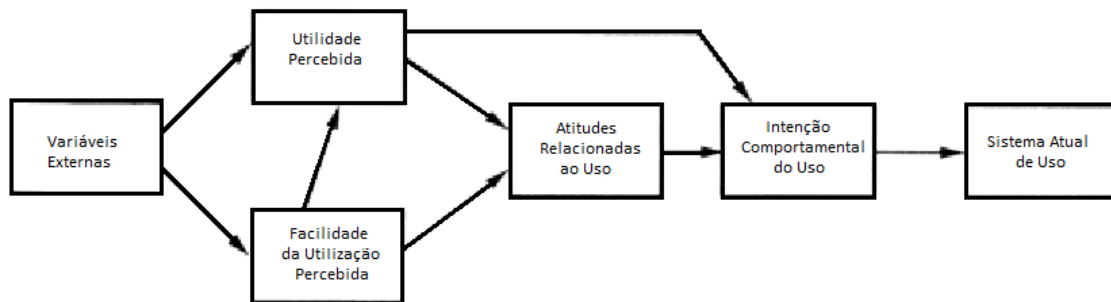 Utilidade
Percebida
Variáveis
Externas
Atitudes
Relacionadas
ao Uso
Intenção
Comportamental
do Uso
Sistema Atual
de Uso
Facilidade
da Utilização
Percebida